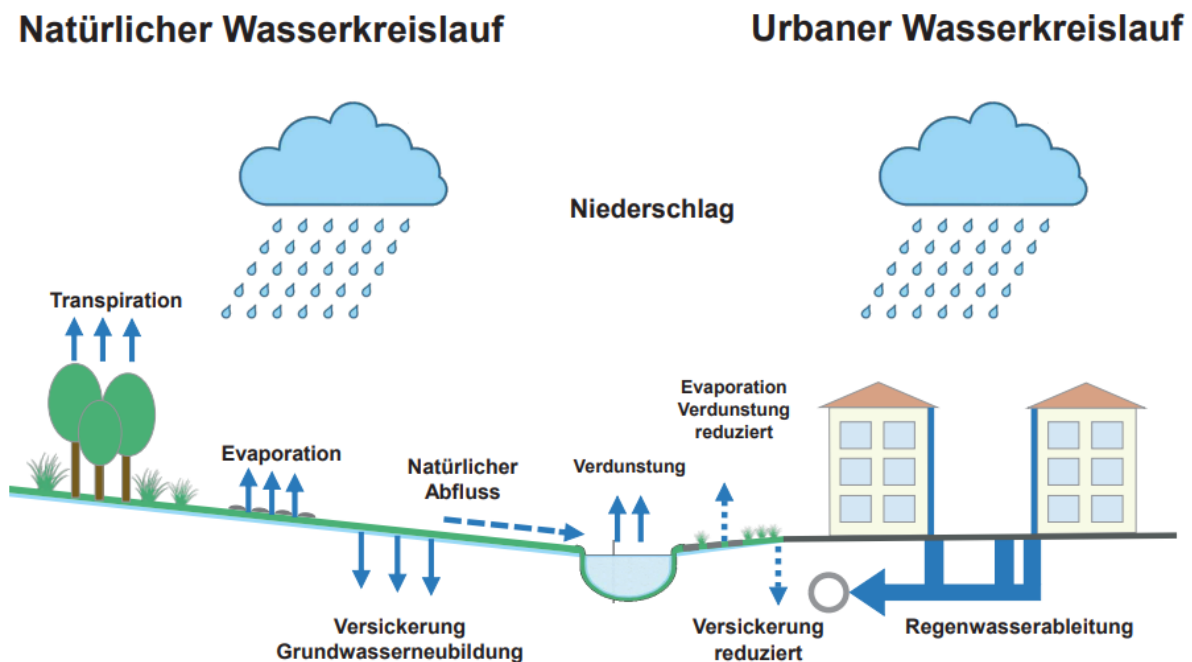 Natürlicher Wasserkreislauf
Urbaner Wasserkreislauf
Niederschlag
Transpiration
Evaporation
Natürlicher
Abfluss
Verdunstung
Evaporation
Verdunstung
reduziert
Versickerung
Grundwasserneubildung
Versickerung
reduziert
Regenwasserableitung